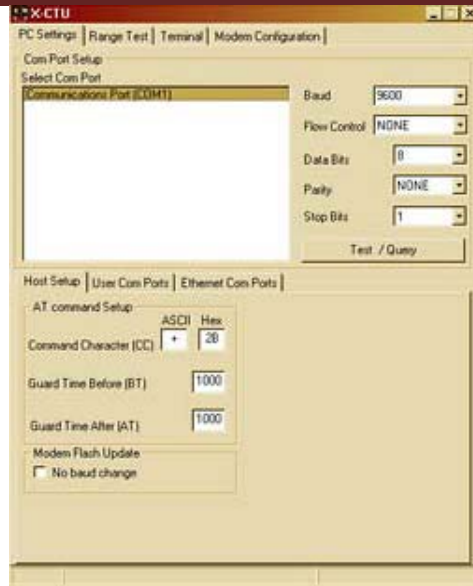 X-CTU
PC Settings Range Test Terminal Modem Configuration
Com Port Setup
Select Com Port
Communications Port (COM1)
Baud 9600
Flow Control NONE
Data Bits 8
Parity NONE
Stop Bits 1
Test / Query
Host Setup User Com Ports Ethernet Com Ports
AT command Setup
ASCII Hex
Command Character (CC) + 2B
Guard Time Before (BT) 1000
Guard Time After (AT) 1000
Modem Flash Update
No baud change